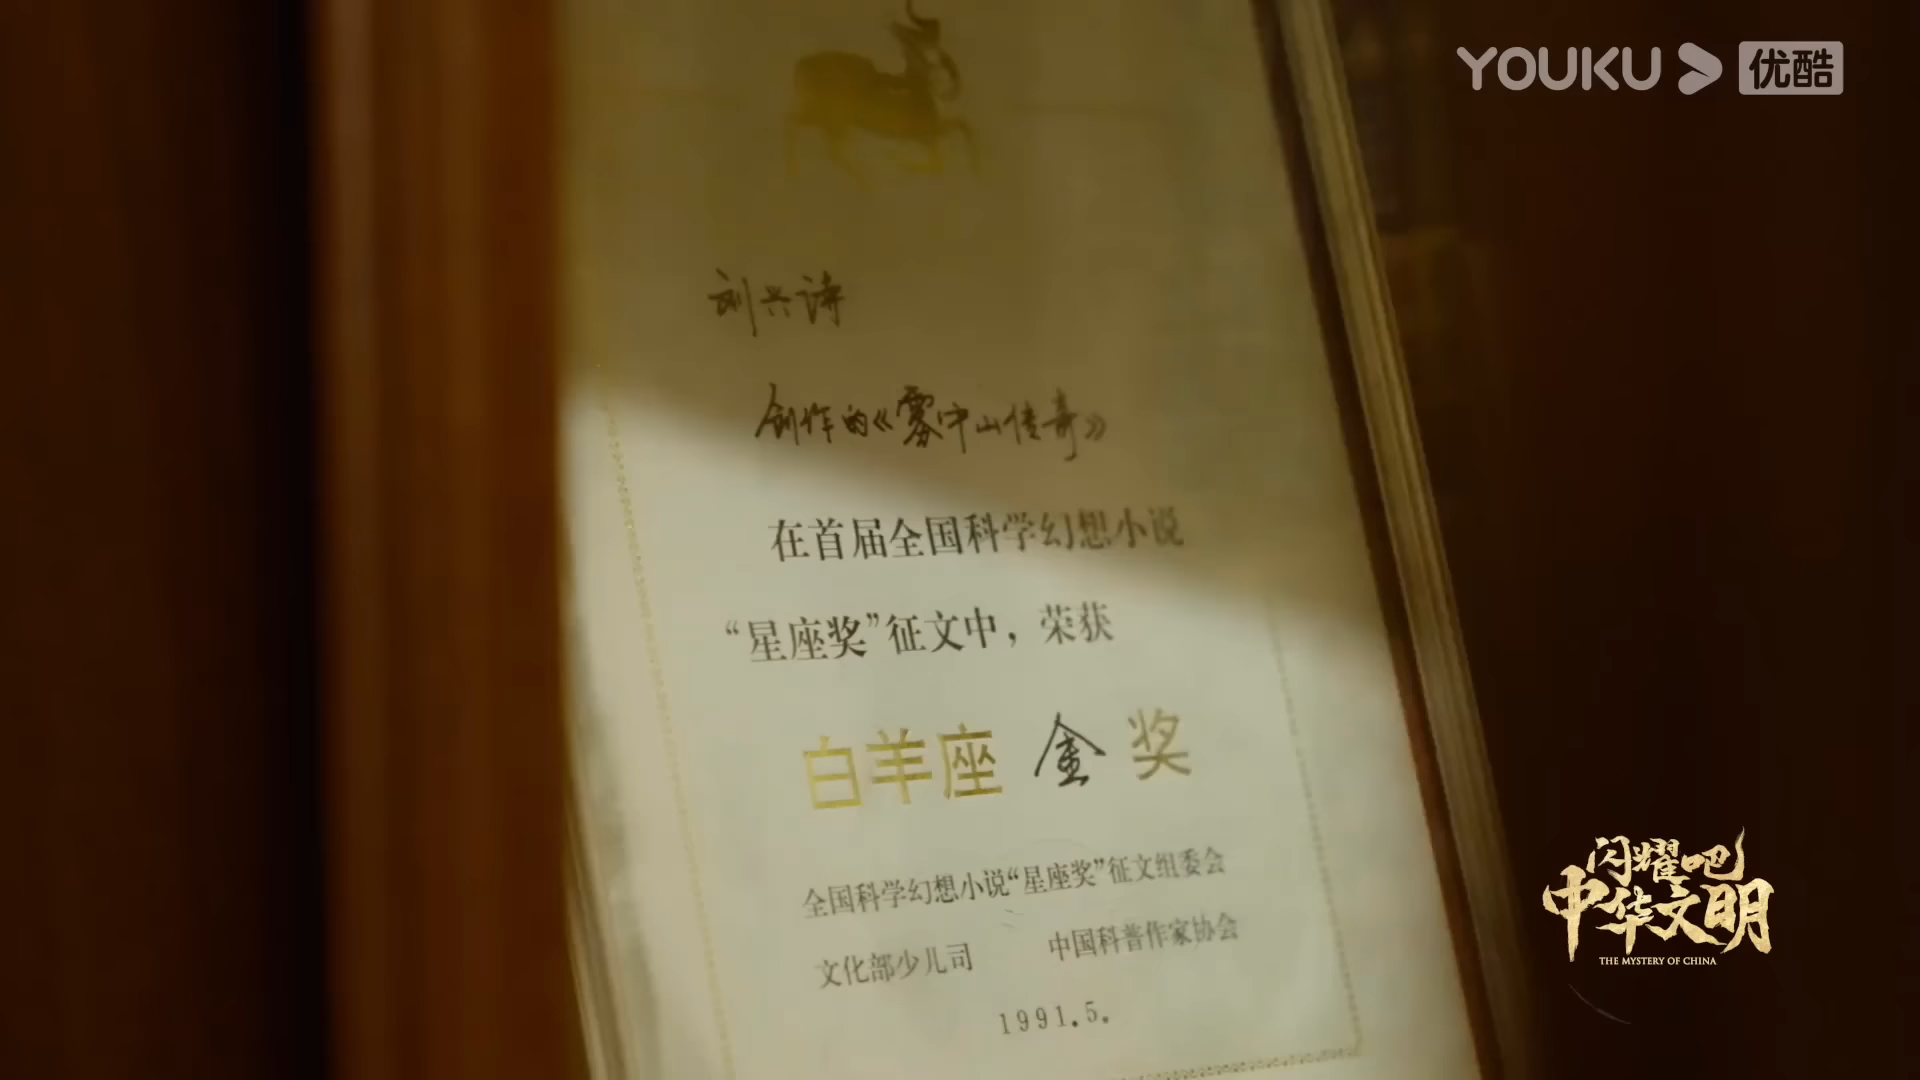 YOUKU 优酷
刘兴诗
创作的《雾中山传奇》
在首届全国科学幻想小说
“星座奖”征文中，荣获
白羊座 金 奖
全国科学幻想小说“星座奖”征文组委会
文化部少儿司 中国科普作家协会
1991.5.
闪耀吧
中华文明
THE MYSTERY OF CHINA